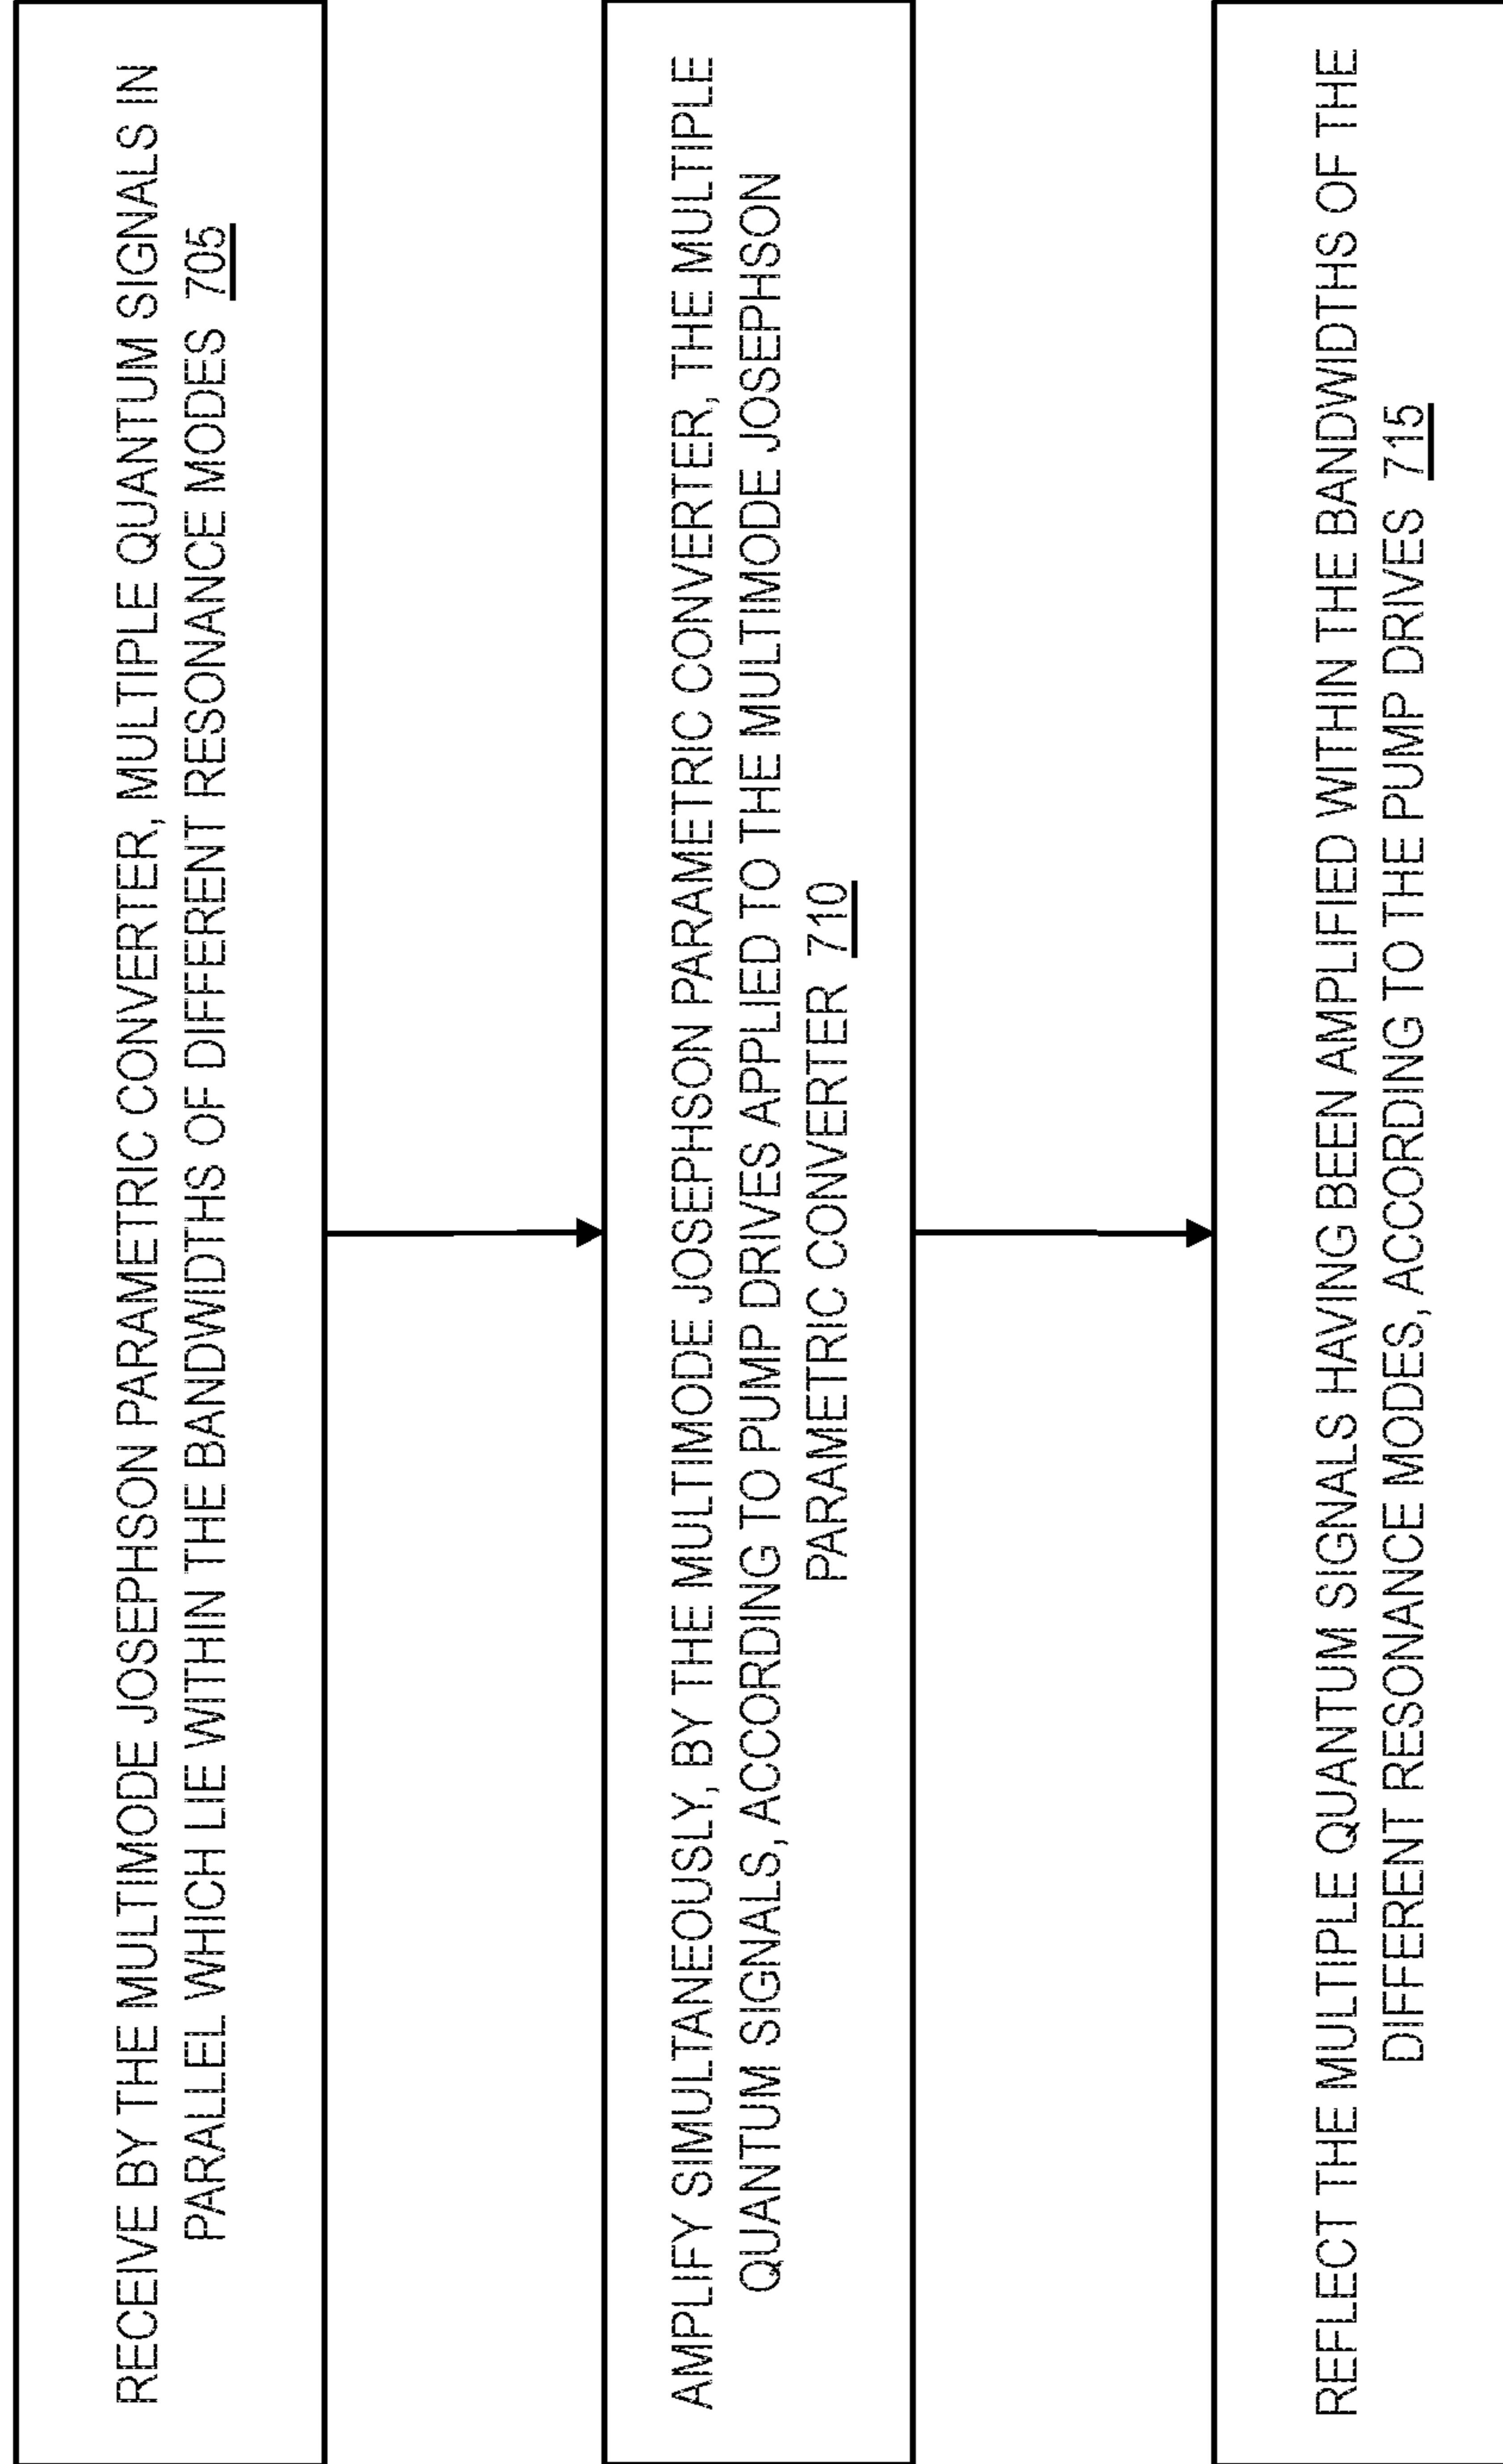 RECEIVE BY THE MULTIMODE JOSEPHSON PARAMETRIC CONVERTER, MULTIPLE QUANTUM SIGNALS IN
PARALLEL WHICH LIE WITHIN THE BANDWIDTHS OF DIFFERENT RESONANCE MODES 705
AMPLIFY SIMULTANEOUSLY, BY THE MULTIMODE JOSEPHSON PARAMETRIC CONVERTER, THE MULTIPLE
QUANTUM SIGNALS, ACCORDING TO PUMP DRIVES APPLIED TO THE MULTIMODE JOSEPHSON
PARAMETRIC CONVERTER 710
REFLECT THE MULTIPLE QUANTUM SIGNALS HAVING BEEN AMPLIFIED WITHIN THE BANDWIDTHS OF THE
DIFFERENT RESONANCE MODES, ACCORDING TO THE PUMP DRIVES 715